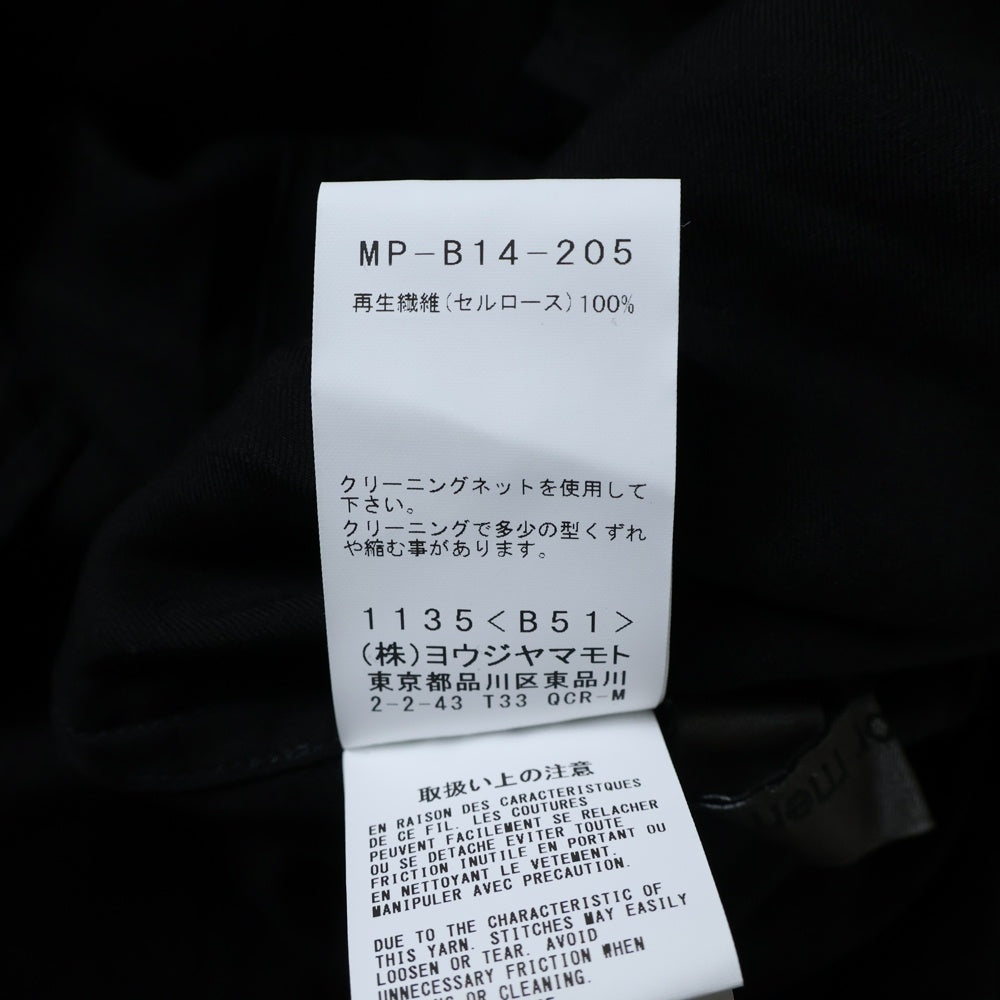 MP-B14-205
再生繊維(セルロース)100%
クリーニングネットを使用して
下さい。
クリーニングで多少の型くずれ
や縮む事があります。
1135<B51>
(株)ヨウジヤマモト
東京都品川区東品川
2-2-43 T33 QCR-M
取扱い上の注意
EN RAISON DES CARACTERISTQUES
DE CE FIL. LES COUTURES
PEUVENT FACILEMENT SE RELACHER
OU SE DETACHE EVITER TOUTE
FRICTION INUTILE EN PORTANT OU
EN NETTOYANT LE VETEMENT.
MANIPULER AVEC PRECAUTION.
DUE TO THE CHARACTERISTIC OF
THIS YARN. STITCHES MAY EASILY
LOOSEN OR TEAR. AVOID
UNNECESSARY FRICTION WHEN
OR CLEANING.